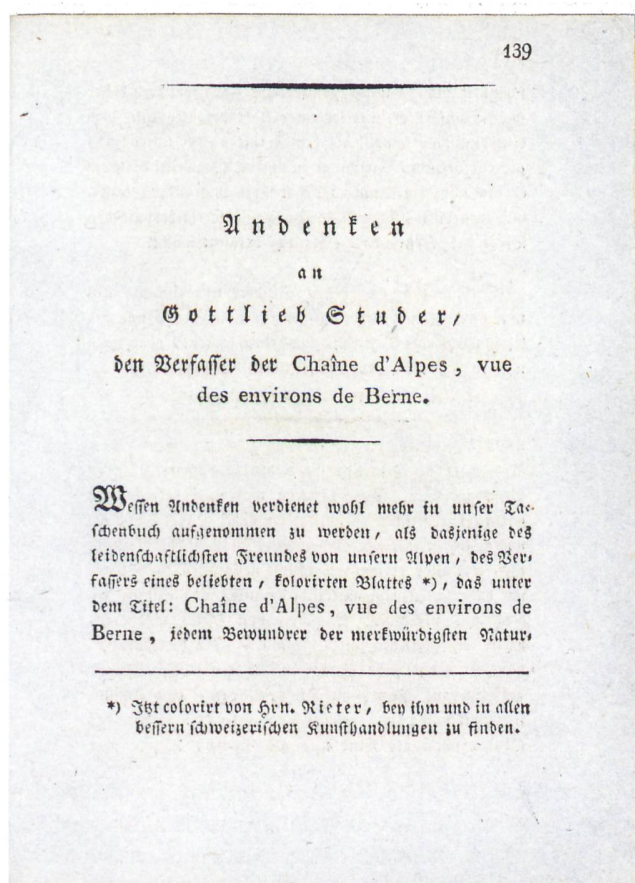 139
Andenken
an
Gottlieb Studer,
den Verfasser der Chaîne d'Alpes, vue
des environs de Berne.
Wessen Andenken verdienet wohl mehr in unser Ta-
schenbuch aufgenommen zu werden, als dasjenige des
leidenschaftlichsten Freundes von unsern Alpen, des Ver-
fassers eines beliebten, kolorirten Blattes *), das unter
dem Titel: Chaîne d'Alpes, vue des environs de
Berne, jedem Bewundrer der merkwürdigsten Natur-
*) Itzt colorirt von Hrn. Rieter, bey ihm und in allen
bessern schweizerischen Kunsthandlungen zu finden.